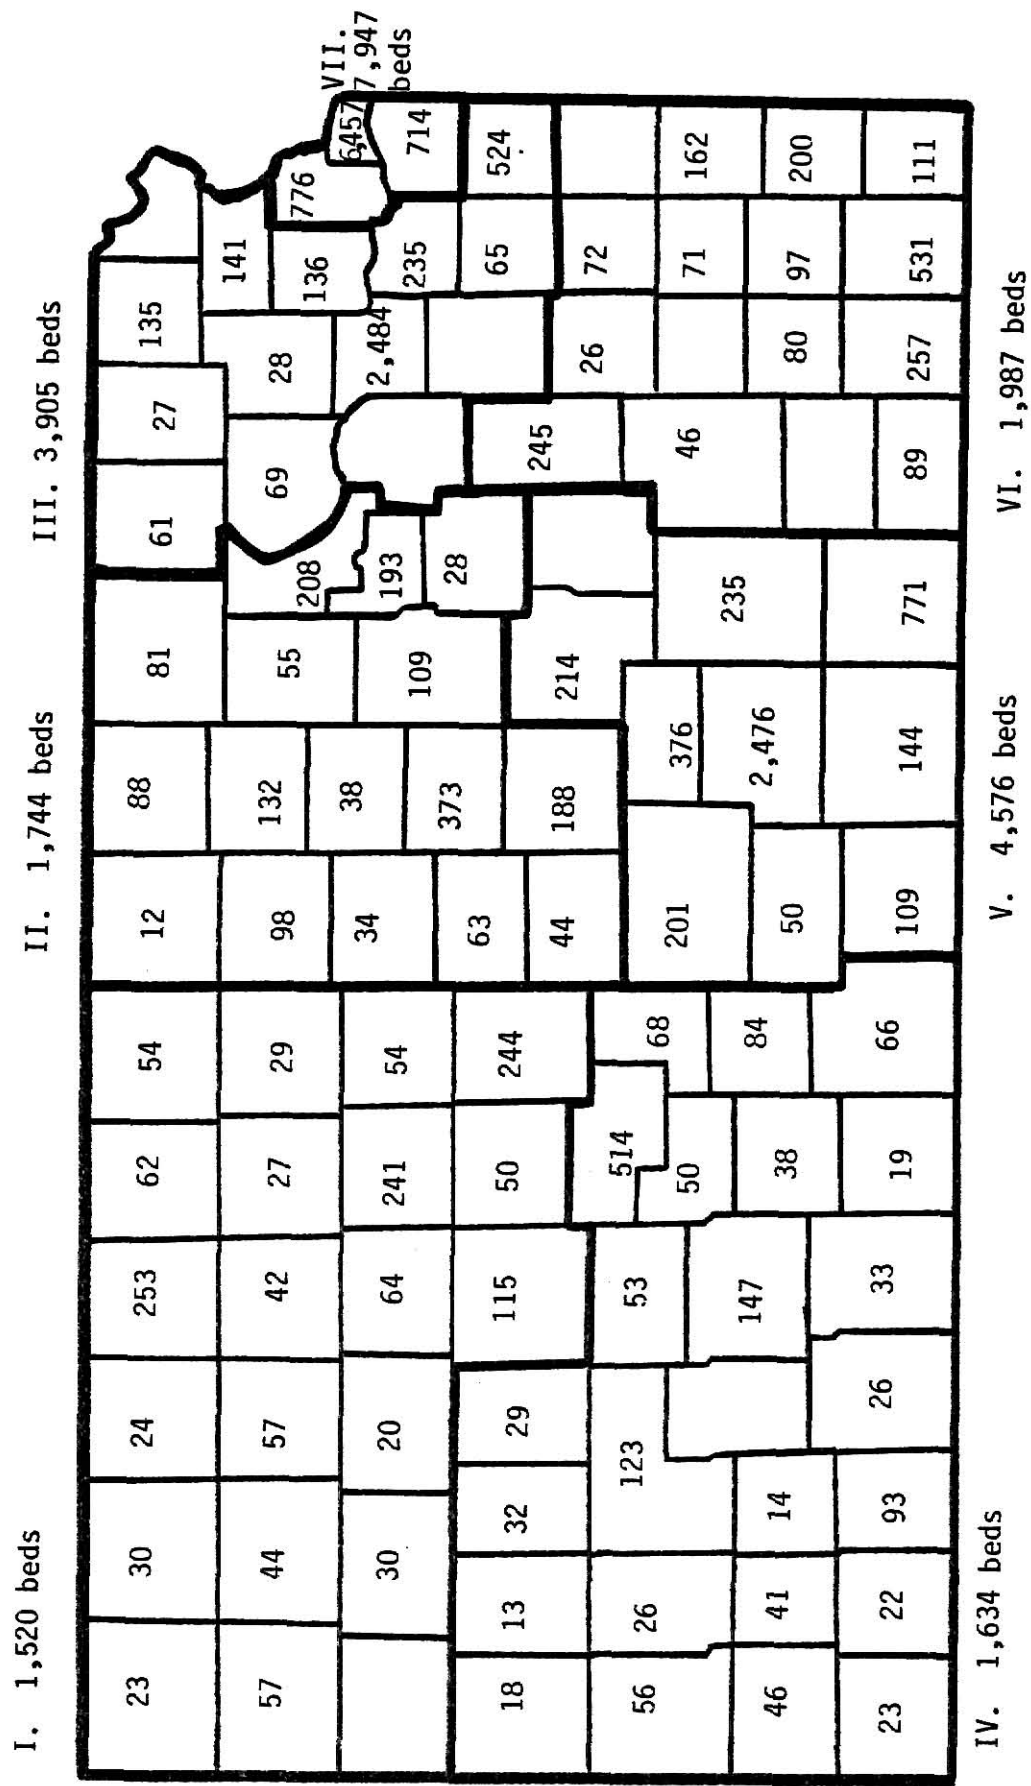 I. 1,520 beds
II. 1,744 beds
III. 3,905 beds
VII.
7,947
beds
23 30 24 253 62 54 12 88 81 61 27 135
141
57 44 57 42 27 29 98 132 55 208 69 28 136 776
30 20 64 241 54 34 38 109 193 2,484 235 6,457
714
18 13 32 29 115 50 244 63 373 28 65 524
44 188 214 245 26 72
56 26 123 53 514 50 68 201 376 235 46 71 162
46 41 14 147 38 84 50 2,476 80 97 200
23 22 93 26 33 19 66 109 144 771 89 257 531 111
IV. 1,634 beds
V. 4,576 beds
VI. 1,987 beds